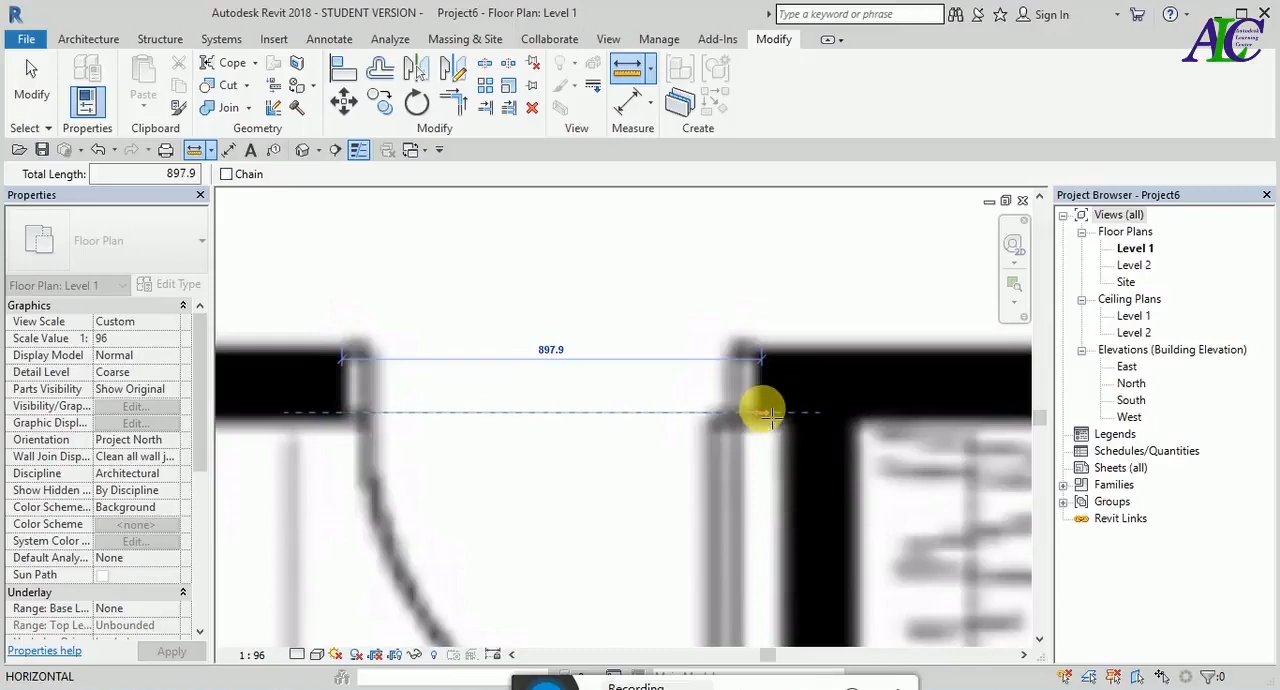 Autodesk Revit 2018 - STUDENT VERSION - Project6 - Floor Plan: Level 1
Type a keyword or phrase
Sign In
ALC
Autodesk
Learning
Center
File Architecture Structure Systems Insert Annotate Analyze Massing & Site Collaborate View Manage Add-Ins Modify
Modify
Paste
Cope
Cut
Join
Select Properties Clipboard Geometry Modify View Measure Create
Total Length: 897.9 Chain
Properties
Floor Plan
Floor Plan: Level 1 Edit Type
Graphics
View Scale Custom
Scale Value 1: 96
Display Model Normal
Detail Level Coarse
Parts Visibility Show Original
Visibility/Grap... Edit...
Graphic Displ... Edit...
Orientation Project North
Wall Join Disp... Clean all wall j...
Discipline Architectural
Show Hidden ... By Discipline
Color Scheme... Background
Color Scheme <none>
System Color ... Edit...
Default Analy... None
Sun Path
Underlay
Range: Base L... None
Range: Top Le... Unbounded
Properties help Apply
HORIZONTAL
2D
897.9
1 : 96
Recording
:0
Project Browser - Project6
Views (all)
Floor Plans
Level 1
Level 2
Site
Ceiling Plans
Level 1
Level 2
Elevations (Building Elevation)
East
North
South
West
Legends
Schedules/Quantities
Sheets (all)
Families
Groups
Revit Links